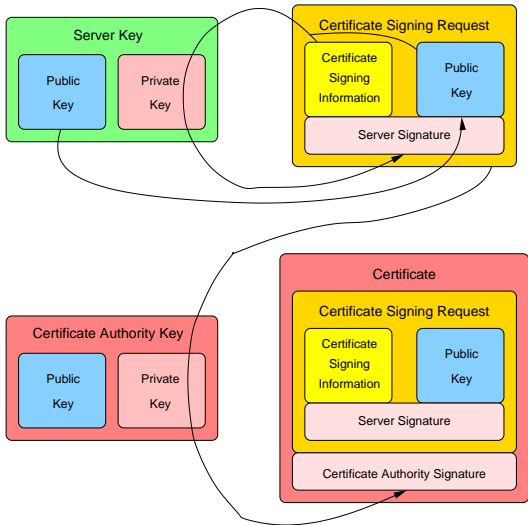 Server Key
Public
Key
Private
Key
Certificate Signing Request
Certificate
Signing
Information
Public
Key
Server Signature
Certificate Authority Key
Public
Key
Private
Key
Certificate
Certificate Signing Request
Certificate
Signing
Information
Public
Key
Server Signature
Certificate Authority Signature